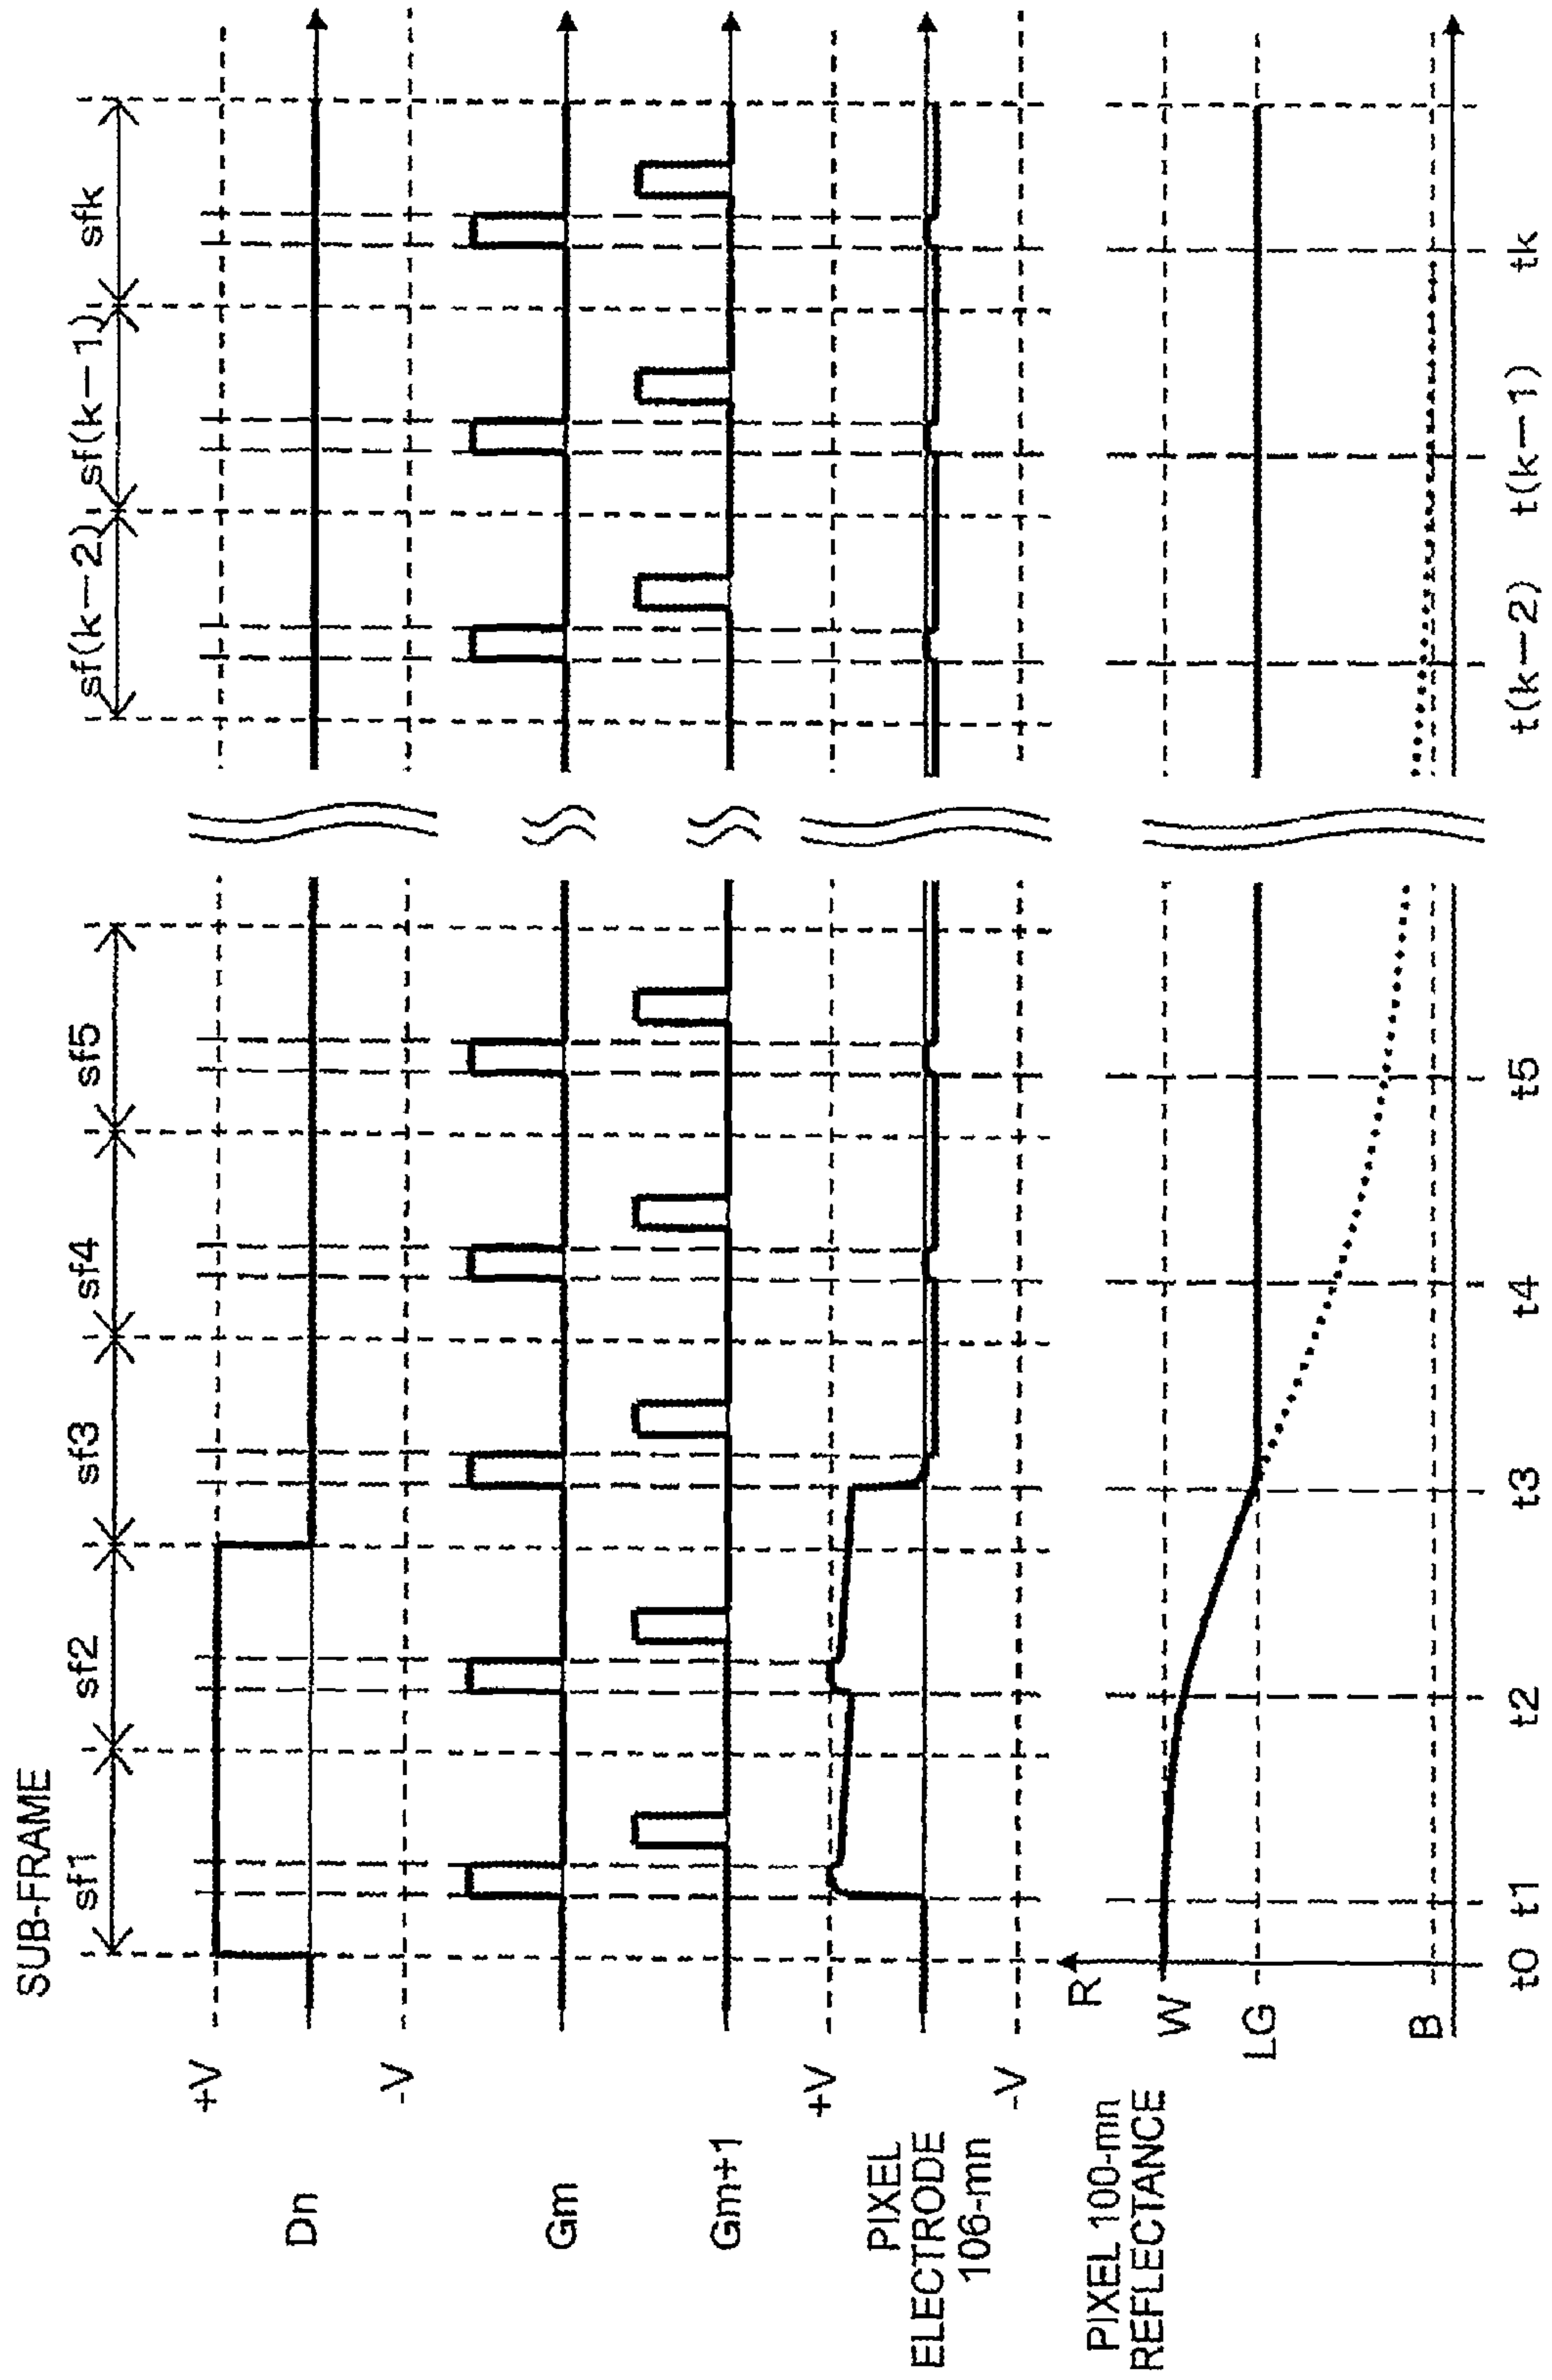 SUB-FRAME
sf1 sf2 sf3 sf4 sf5 sf(k-2) sf(k-1) sfk
+V
Dn
-V
Gm
Gm+1
+V
PIXEL
ELECTRODE
106-mn
-V
PIXEL 100-mn
REFLECTANCE
R
W
LG
B
t0 t1 t2 t3 t4 t5 t(k-2) t(k-1) tk